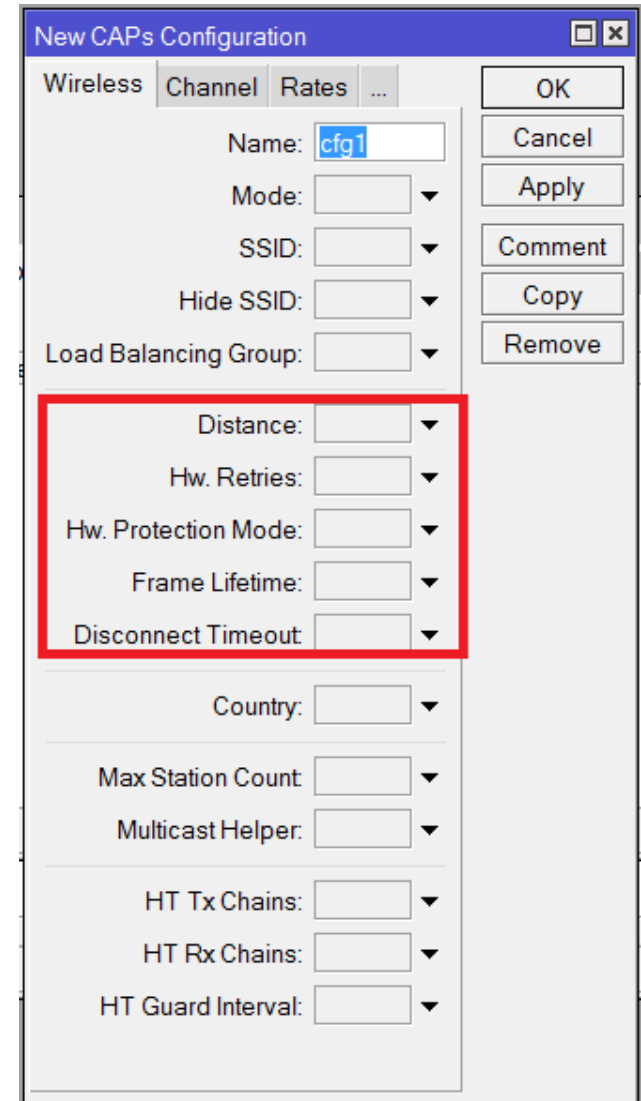 New CAPs Configuration
Wireless Channel Rates ...
Name: cfg1
Mode:
SSID:
Hide SSID:
Load Balancing Group:
Distance:
Hw. Retries:
Hw. Protection Mode:
Frame Lifetime:
Disconnect Timeout:
Country:
Max Station Count:
Multicast Helper:
HT Tx Chains:
HT Rx Chains:
HT Guard Interval:
OK
Cancel
Apply
Comment
Copy
Remove